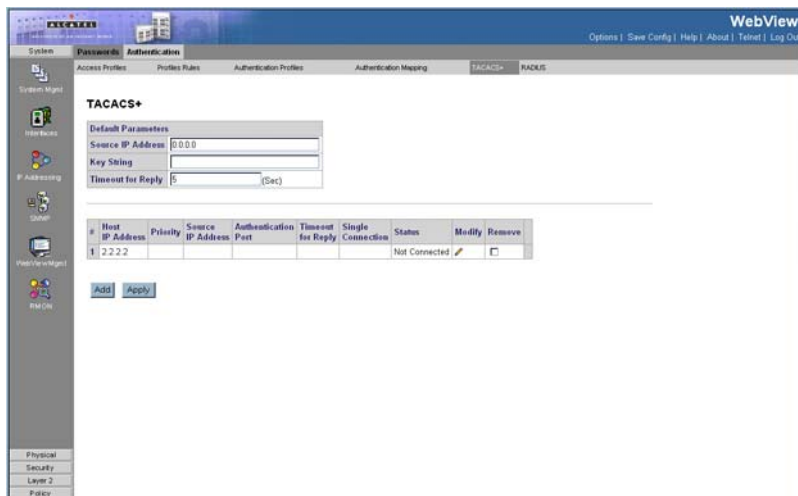 ALCATEL
WebView
Options | Save Config | Help | About | Telnet | Log Ou
System
Passwords Authentication
Access Profiles Profiles Rules Authentication Profiles Authentication Mapping TACACS+ RADIUS
System Mgmt
Interfaces
IP Addressing
SNMP
WebViewMgmt
RMON
TACACS+
Default Parameters
Source IP Address 0.0.0.0
Key String
Timeout for Reply 5 (Sec)
# Host IP Address Priority Source IP Address Authentication Port Timeout for Reply Single Connection Status Modify Remove
1 2.2.2.2 Not Connected
Add Apply
Physical
Security
Layer 2
Policy